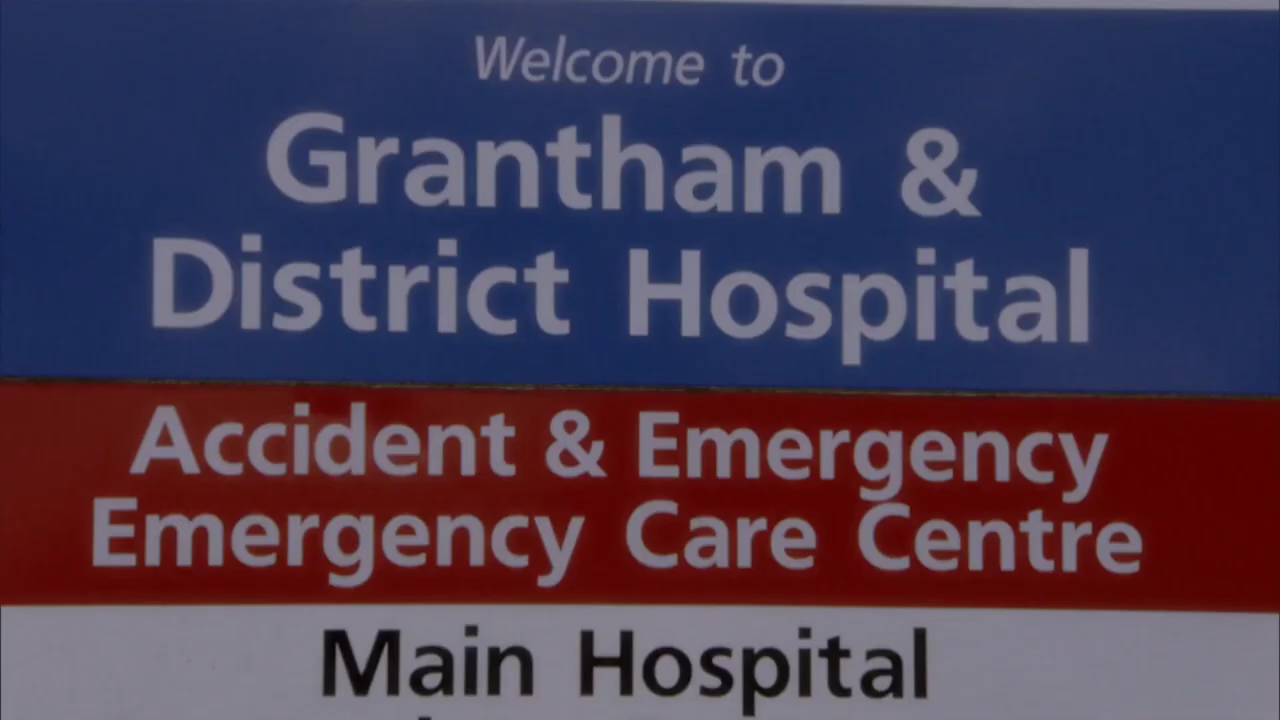 Welcome to
Grantham &
District Hospital
Accident & Emergency
Emergency Care Centre
Main Hospital